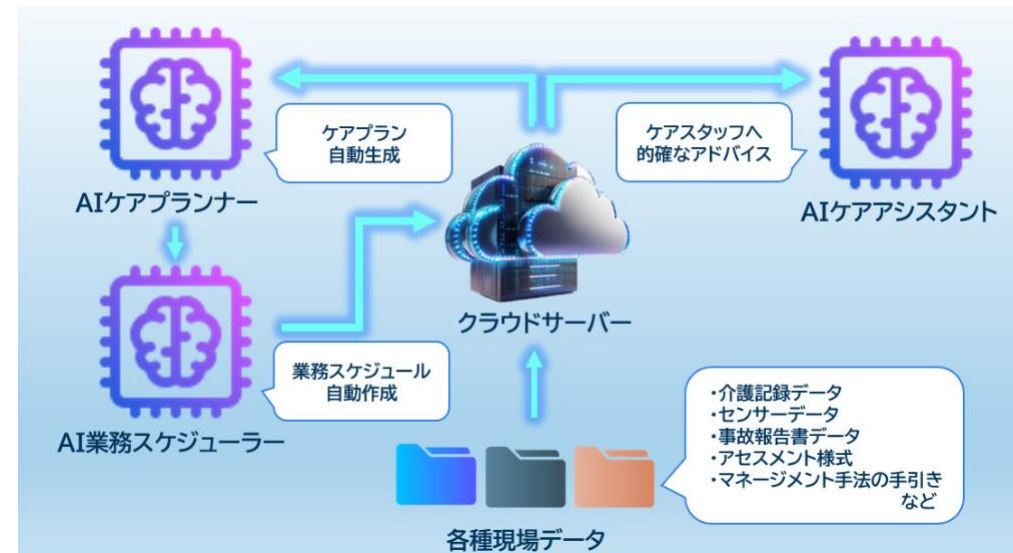 ケアプラン
自動生成
AIケアプランナー
ケアスタッフへ
的確なアドバイス
AIケアアシスタント
クラウドサーバー
業務スケジュール
自動作成
AI業務スケジューラー
・介護記録データ
・センサーデータ
・事故報告書データ
・アセスメント様式
・マネージメント手法の手引き
など
各種現場データ